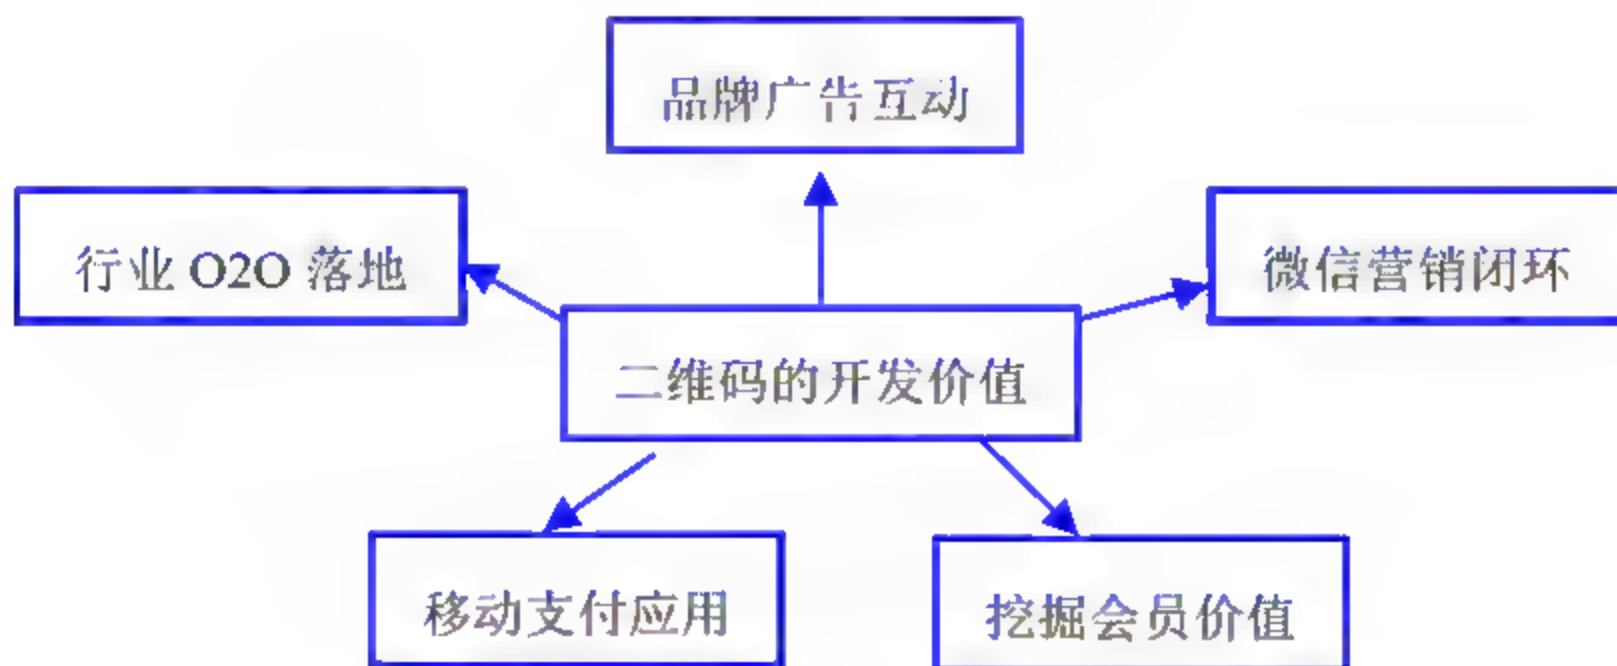 品牌广告互动
行业 O2O 落地
微信营销闭环
二维码的开发价值
移动支付应用
挖掘会员价值